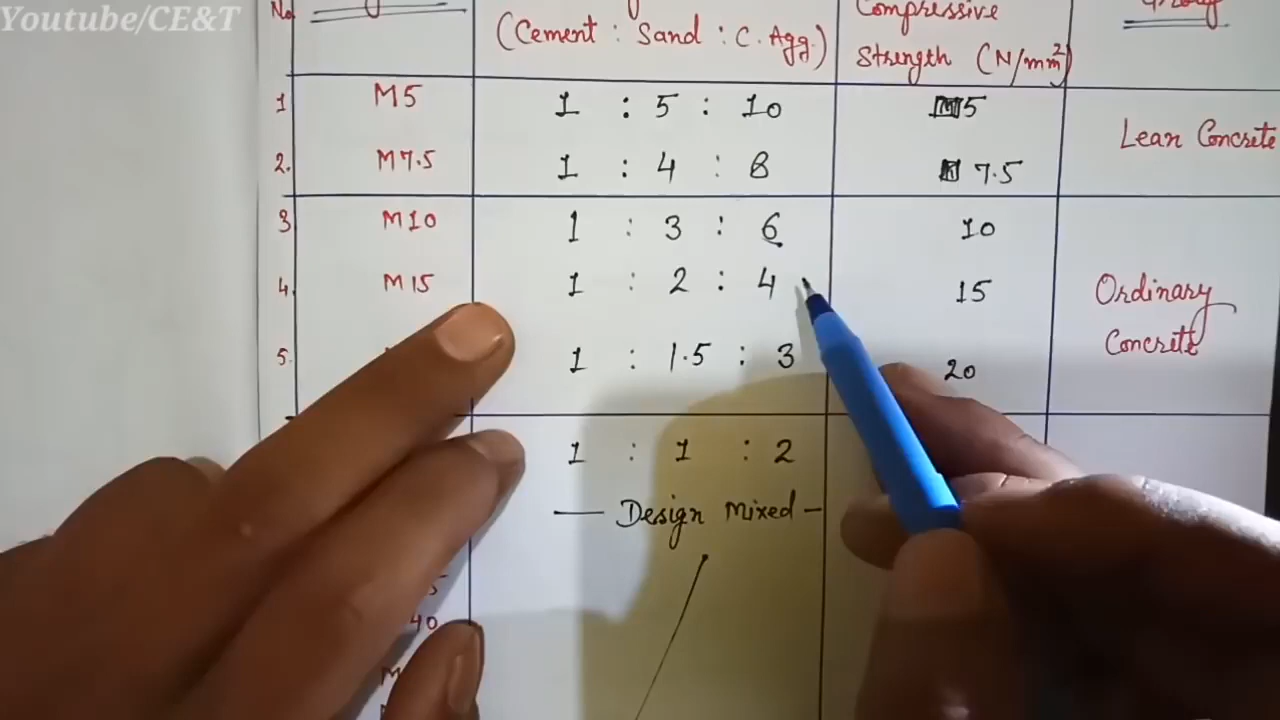 Youtube/CE&T
No.
(Cement : Sand : C. Agg.)
Compressive
Strength (N/mm²)
1 M5 1 : 5 : 10 5
2. M7.5 1 : 4 : 8 7.5
Lean Concrete
3 M10 1 : 3 : 6 10
4. M15 1 : 2 : 4 15
5. 1 : 1.5 : 3 20
Ordinary
Concrete
1 : 1 : 2
Design Mixed
40
M